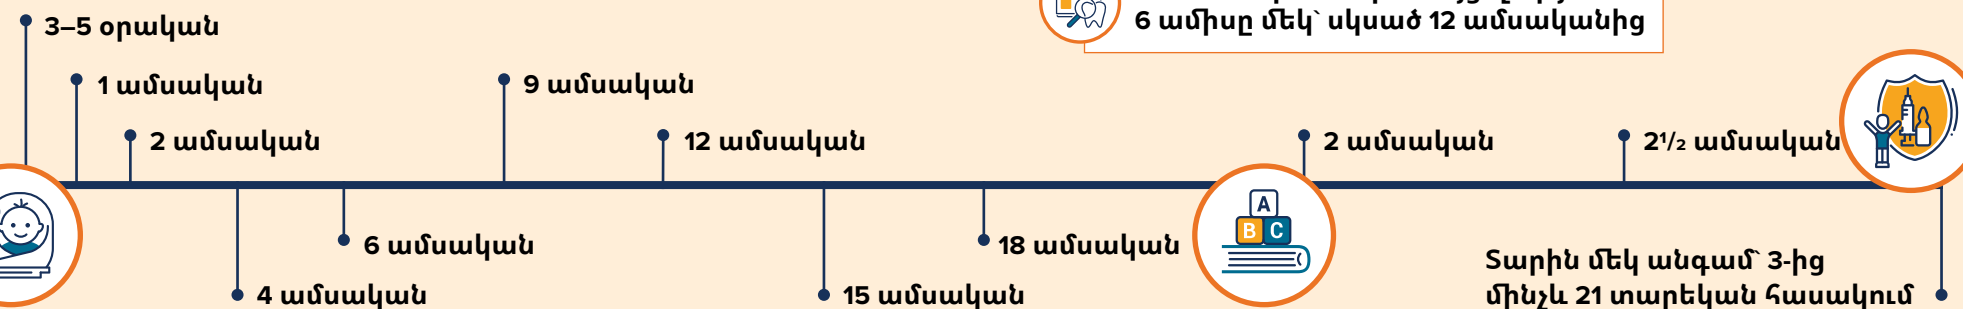 3–5 օրական
6 ամիսը մեկ՝ սկսած 12 ամսականից
1 ամսական
9 ամսական
2 ամսական
12 ամսական
2 ամսական
2¹/₂ ամսական
A
B C
6 ամսական
18 ամսական
4 ամսական
15 ամսական
Տարին մեկ անգամ՝ 3-ից
մինչև 21 տարեկան հասակում